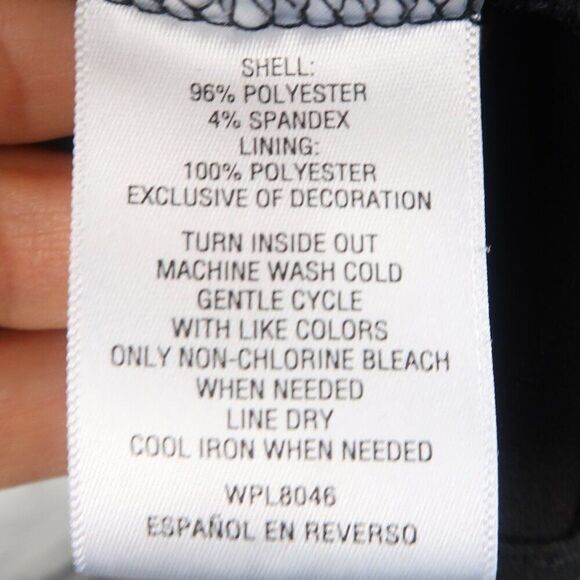 SHELL:
96% POLYESTER
4% SPANDEX
LINING:
100% POLYESTER
EXCLUSIVE OF DECORATION
TURN INSIDE OUT
MACHINE WASH COLD
GENTLE CYCLE
WITH LIKE COLORS
ONLY NON-CHLORINE BLEACH
WHEN NEEDED
LINE DRY
COOL IRON WHEN NEEDED
WPL8046
ESPAÑOL EN REVERSO